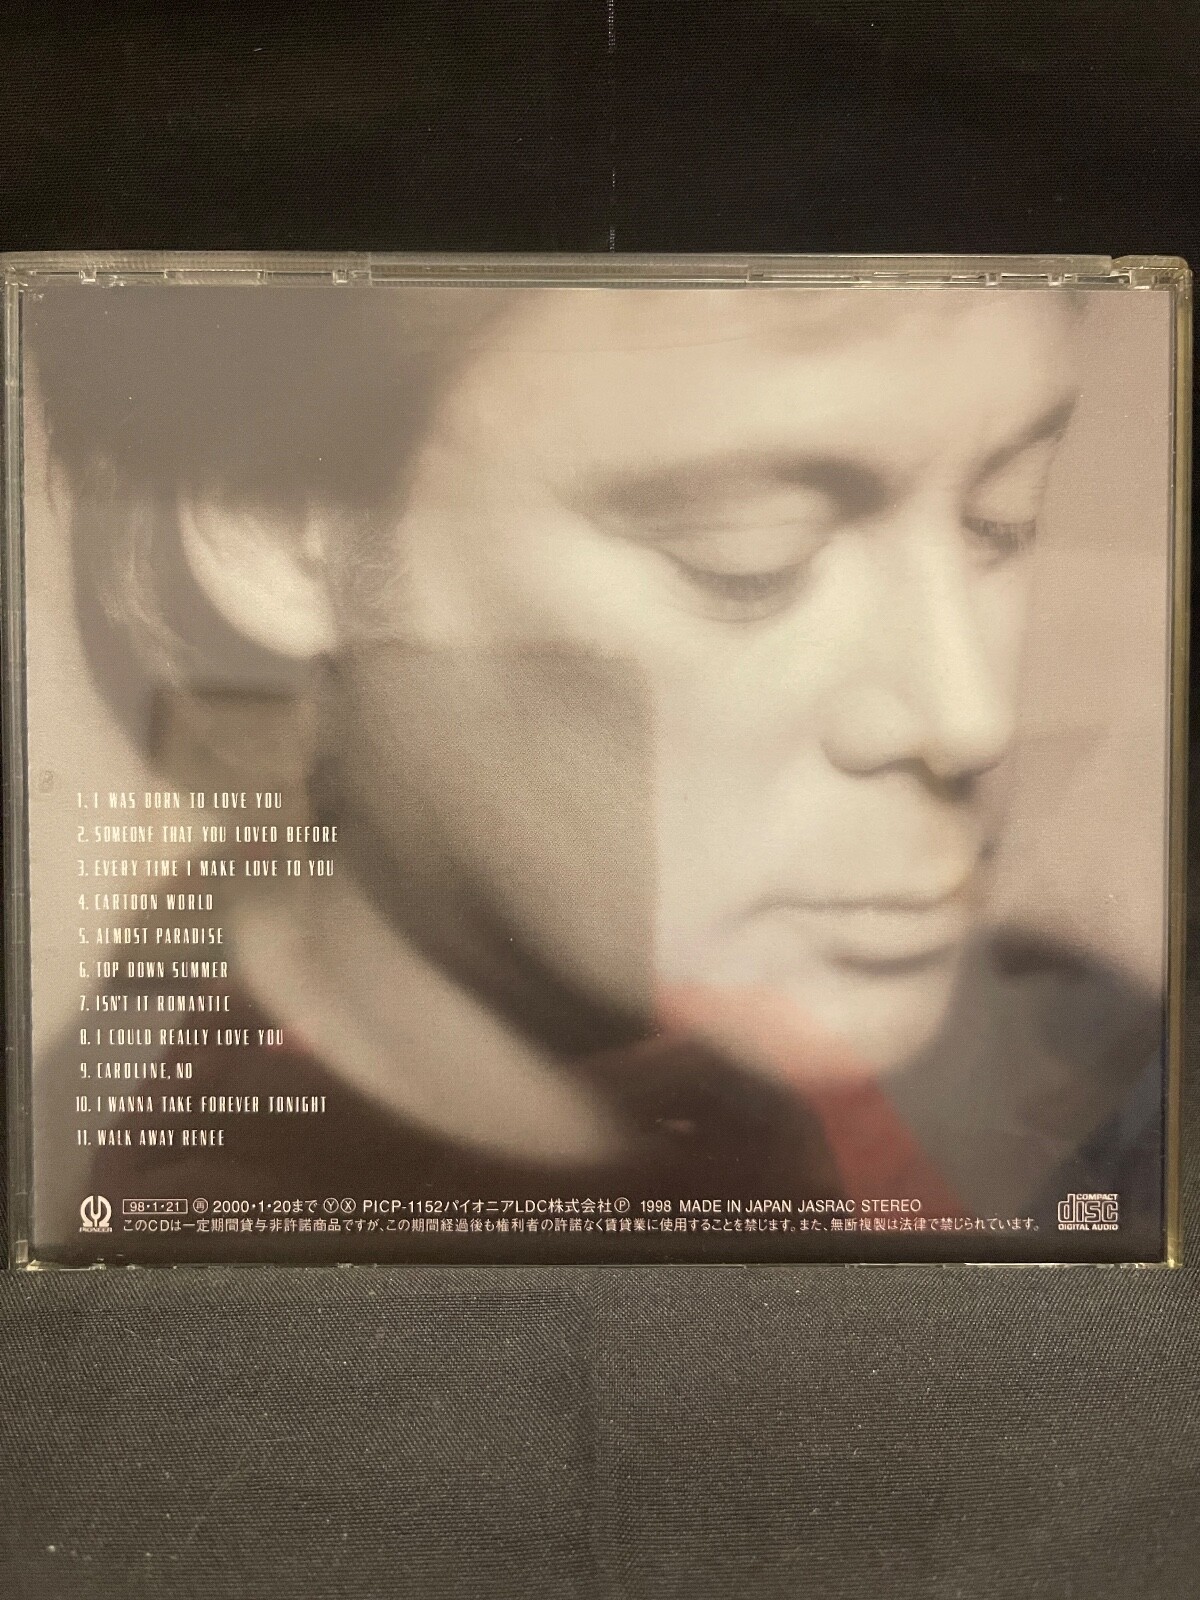 1. I WAS BORN TO LOVE YOU
2. SOMEONE THAT YOU LOVED BEFORE
3. EVERY TIME I MAKE LOVE TO YOU
4. CARTOON WORLD
5. ALMOST PARADISE
6. TOP DOWN SUMMER
7. ISN'T IT ROMANTIC
8. I COULD REALLY LOVE YOU
9. CAROLINE, NO
10. I WANNA TAKE FOREVER TONIGHT
11. WALK AWAY RENEE
PIONEER
98・1・21 ㊢ 2000・1・20まで ⓎⓍ PICP-1152パイオニアLDC株式会社Ⓟ 1998 MADE IN JAPAN JASRAC STEREO
このCDは一定期間貸与非許諾商品ですが、この期間経過後も権利者の許諾なく賃貸業に使用することを禁じます。また、無断複製は法律で禁じられています。
COMPACT
disc
DIGITAL AUDIO